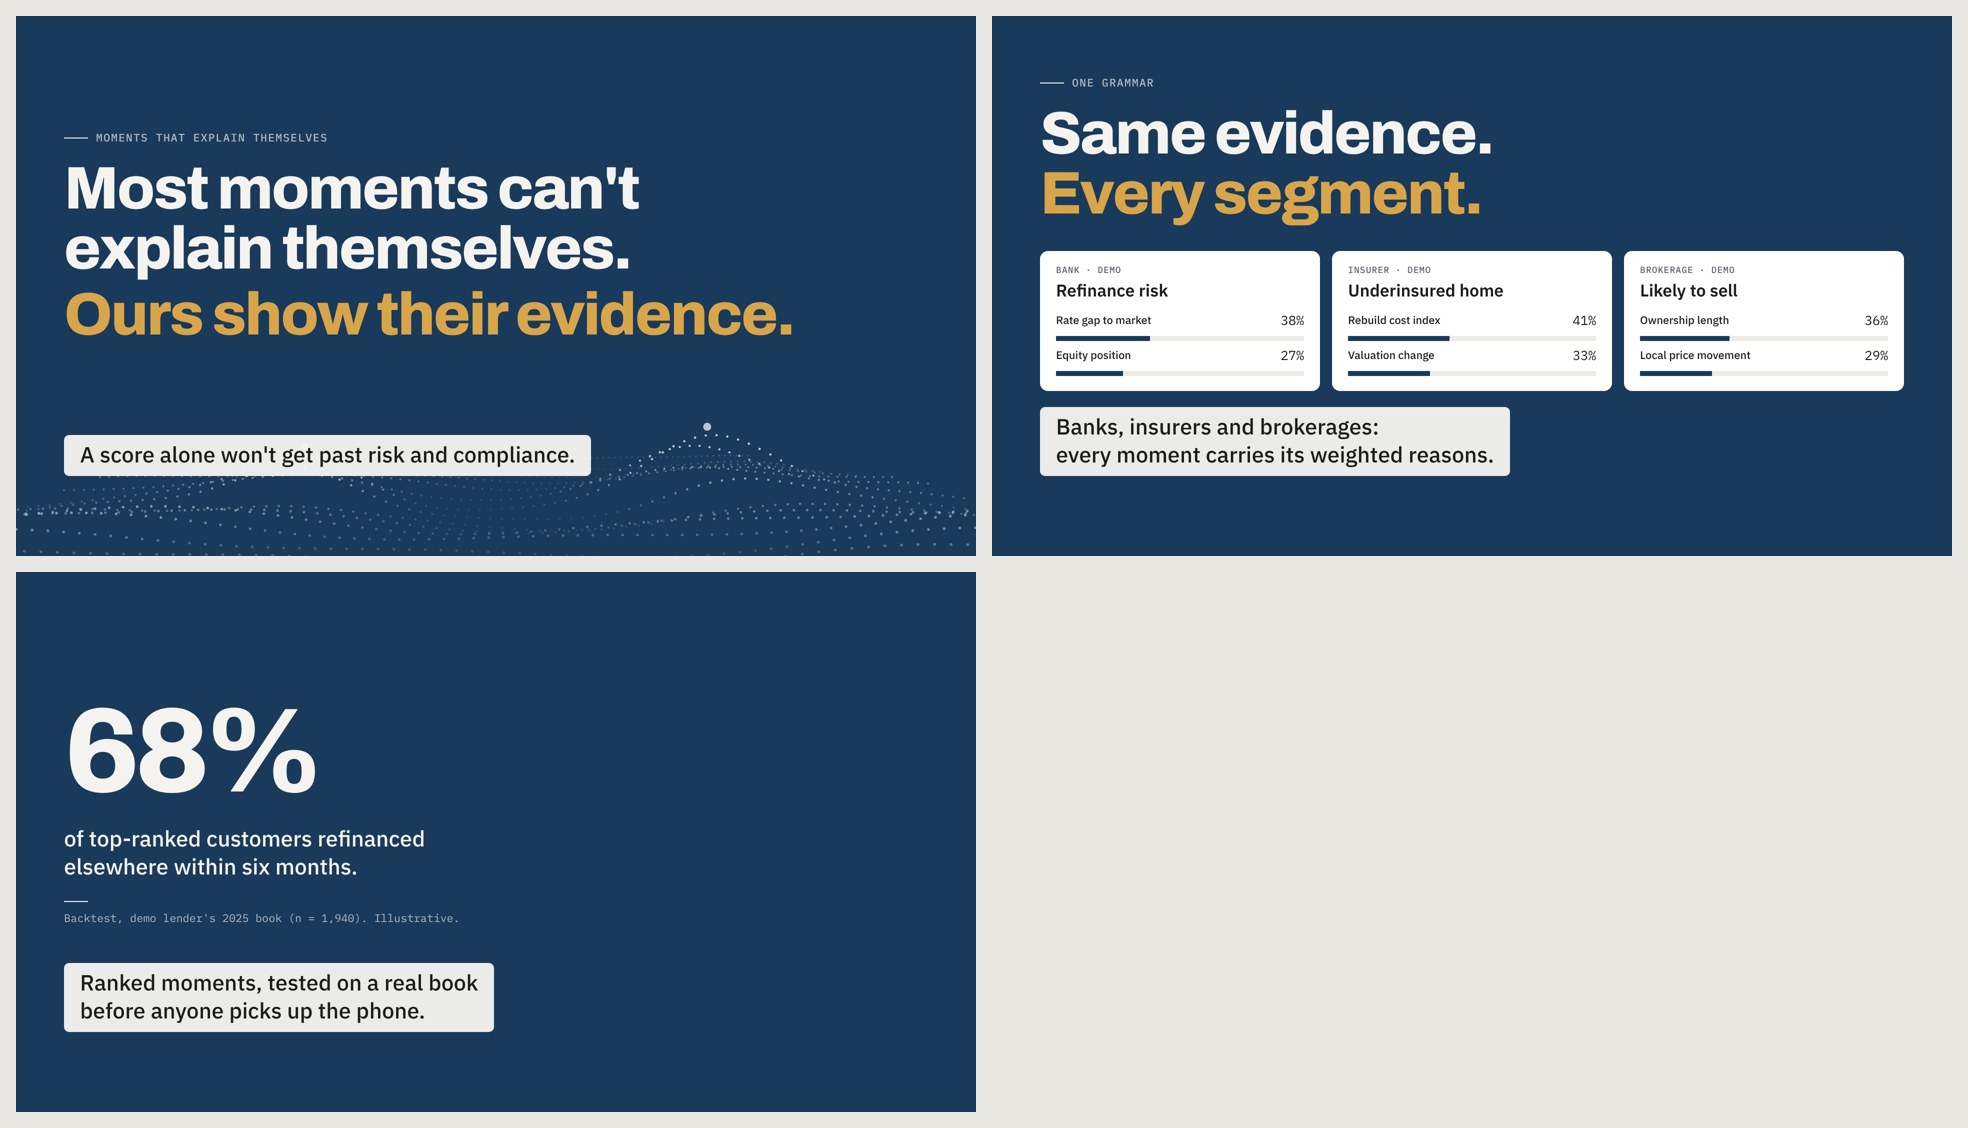 MOMENTS THAT EXPLAIN THEMSELVES
Most moments can't
explain themselves.
Ours show their evidence.
A score alone won't get past risk and compliance.
ONE GRAMMAR
Same evidence.
Every segment.
BANK · DEMO
Refinance risk
Rate gap to market 38%
Equity position 27%
INSURER · DEMO
Underinsured home
Rebuild cost index 41%
Valuation change 33%
BROKERAGE · DEMO
Likely to sell
Ownership length 36%
Local price movement 29%
Banks, insurers and brokerages:
every moment carries its weighted reasons.
68%
of top-ranked customers refinanced
elsewhere within six months.
Backtest, demo lender's 2025 book (n = 1,940). Illustrative.
Ranked moments, tested on a real book
before anyone picks up the phone.